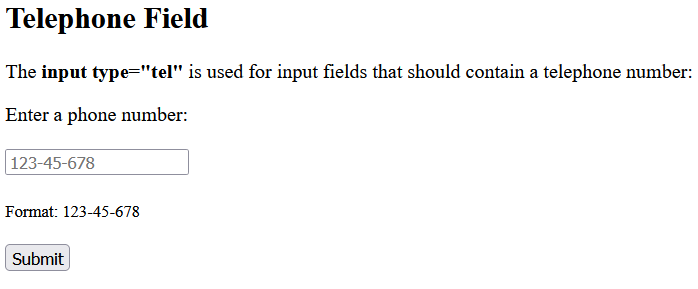 Telephone Field
The input type="tel" is used for input fields that should contain a telephone number:
Enter a phone number:
123-45-678
Format: 123-45-678
Submit